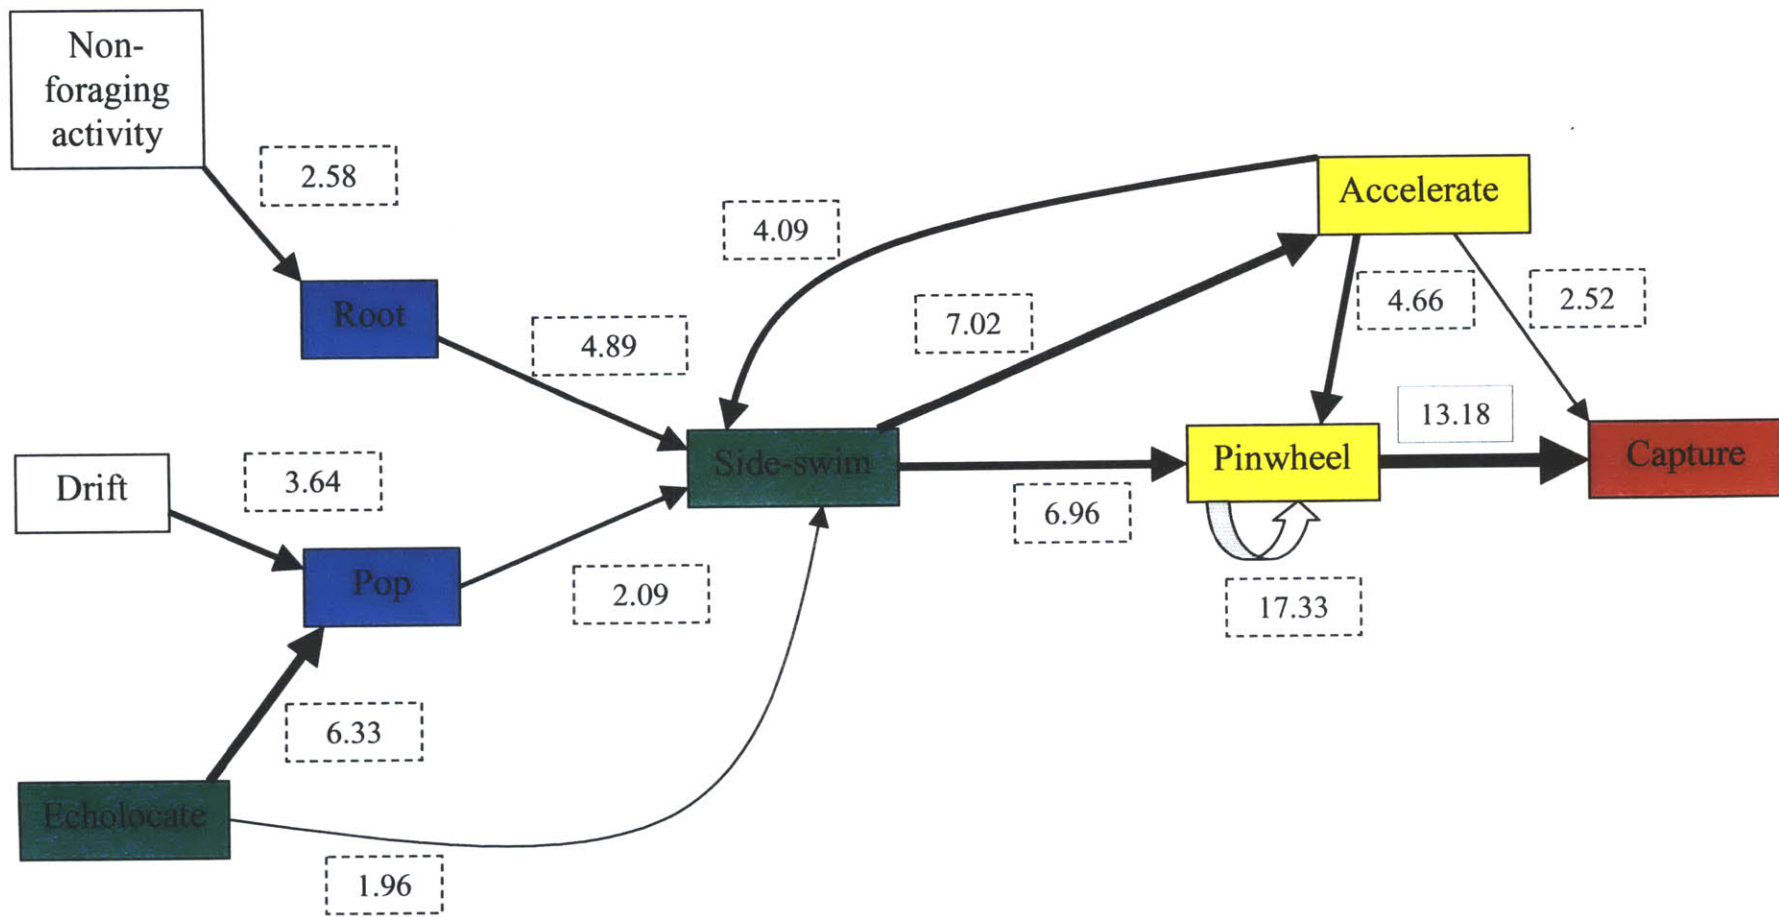 Non-
foraging
activity
2.58
4.09
Accelerate
Root
4.89
7.02
4.66
2.52
13.18
Drift
3.64
Side-swim
Pinwheel
Capture
6.96
Pop
2.09
17.33
6.33
Echolocate
1.96